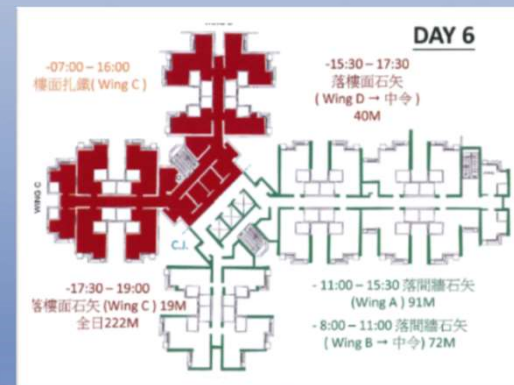 DAY 6
-07:00 – 16:00
樓面扎鐵( Wing C )
-15:30 – 17:30
落樓面石矢
( Wing D → 中令 )
40M
WING C
C.J.
-17:30 – 19:00
落樓面石矢 (Wing C ) 19M
全日222M
- 11:00 – 15:30 落間牆石矢
(Wing A ) 91M
- 8:00 – 11:00 落間牆石矢
( Wing B → 中令) 72M